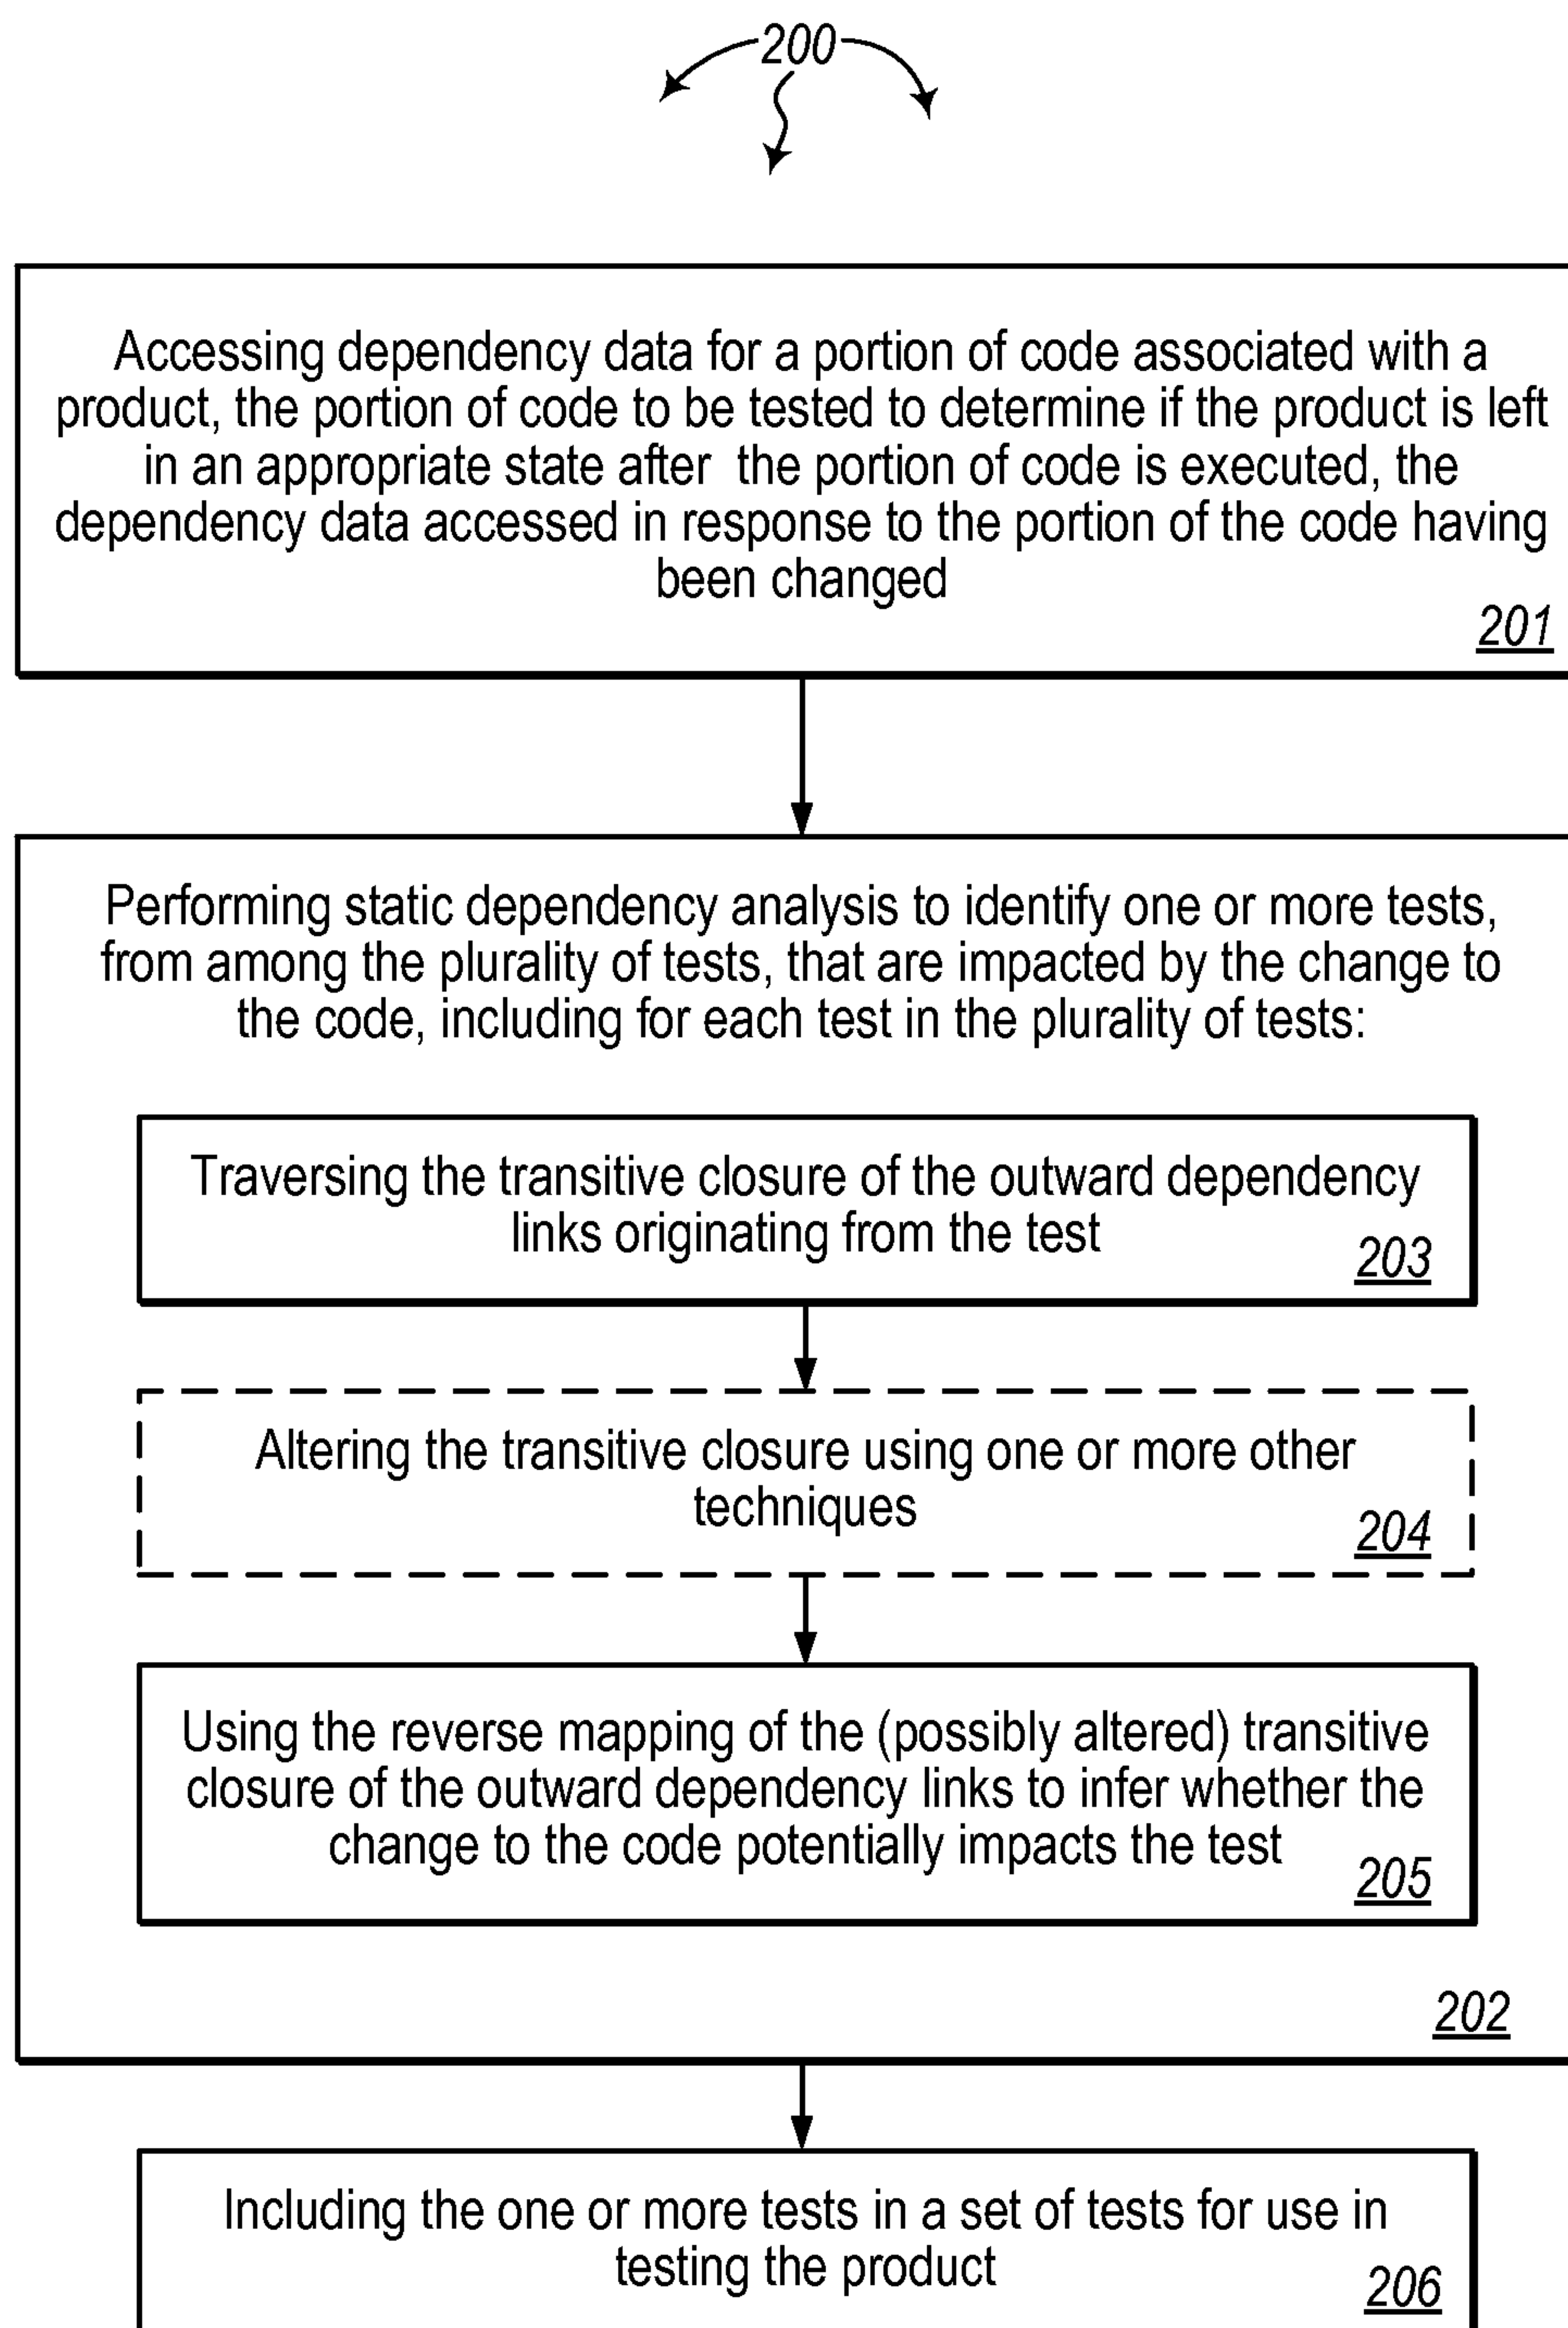 200
Accessing dependency data for a portion of code associated with a
product, the portion of code to be tested to determine if the product is left
in an appropriate state after the portion of code is executed, the
dependency data accessed in response to the portion of the code having
been changed
201
Performing static dependency analysis to identify one or more tests,
from among the plurality of tests, that are impacted by the change to
the code, including for each test in the plurality of tests:
Traversing the transitive closure of the outward dependency
links originating from the test
203
Altering the transitive closure using one or more other
techniques
204
Using the reverse mapping of the (possibly altered) transitive
closure of the outward dependency links to infer whether the
change to the code potentially impacts the test
205
202
Including the one or more tests in a set of tests for use in
testing the product
206